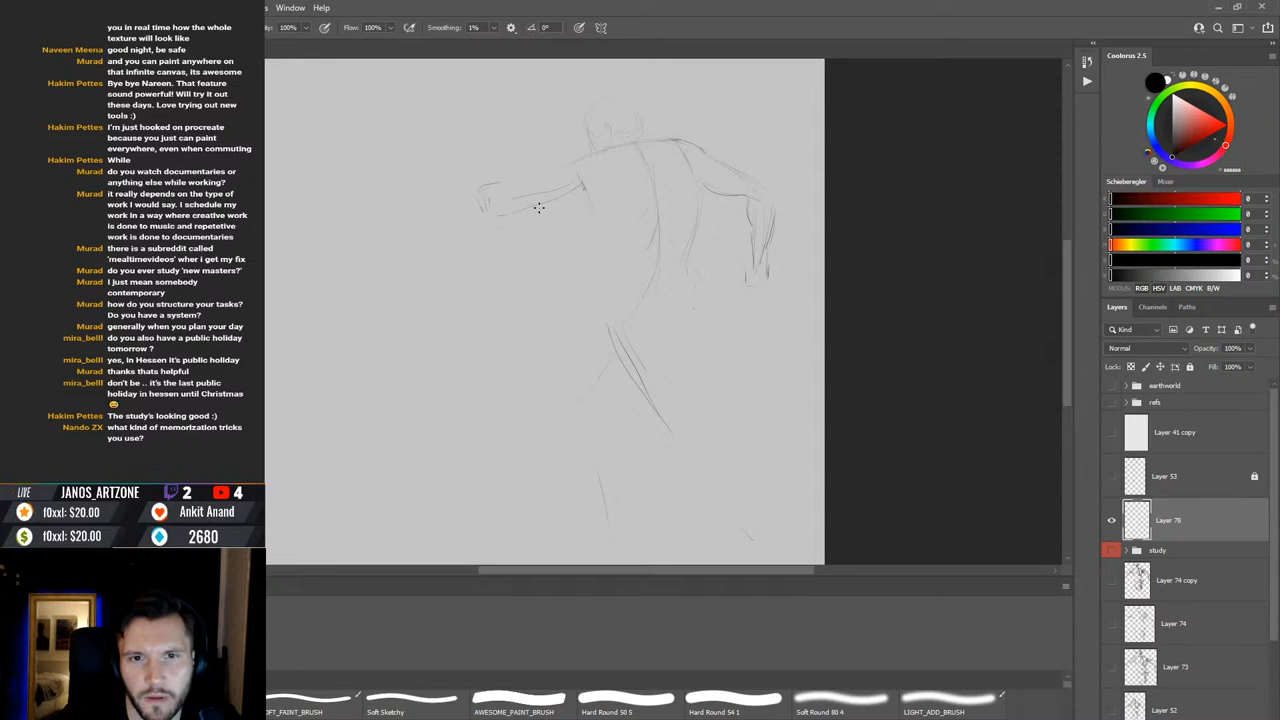 Window Help
100% Flow: 100% Smoothing: 1% 0°
you in real time how the whole
texture will look like
Naveen Meena good night, be safe
Murad and you can paint anywhere on
that infinite canvas, its awesome
Hakim Pettes Bye bye Nareen. That feature
sound powerful! Will try it out
these days. Love trying out new
tools :)
Hakim Pettes I'm just hooked on procreate
because you just can paint
everywhere, even when commuting
Hakim Pettes While
Murad do you watch documentaries or
anything else while working?
Murad it really depends on the type of
work I would say. I schedule my
work in a way where creative work
is done to music and repetetive
work is done to documentaries
Murad there is a subreddit called
'mealtimevideos' wher i get my fix
Murad do you ever study 'new masters?'
Murad I just mean somebody
contemporary
Murad how do you structure your tasks?
Do you have a system?
Murad generally when you plan your day
mira_belll do you also have a public holiday
tomorrow ?
mira_belll yes, in Hessen it's public holiday
Murad thanks thats helpful
mira_belll don't be .. it's the last public
holiday in hessen until Christmas
😅
Hakim Pettes The study's looking good :)
Nando ZX what kind of memorization tricks
you use?
LIVE JANOS_ARTZONE 2 4
f0xxl: $20.00 Ankit Anand
f0xxl: $20.00 2680
Coolorus 2.5
Schieberegler Mixer
R 0
G 0
B 0
H 0
0
0
MODUS: RGB HSV LAB CMYK B/W
Layers Channels Paths
Kind
Normal Opacity: 100%
Lock: Fill: 100%
earthworld
refs
Layer 41 copy
Layer 53
Layer 78
study
Layer 74 copy
Layer 74
Layer 73
Layer 52
OFT_FAINT_BRUSH Soft Sketchy AWESOME_PAINT_BRUSH Hard Round 50 5 Hard Round 54 1 Soft Round 80 4 LIGHT_ADD_BRUSH